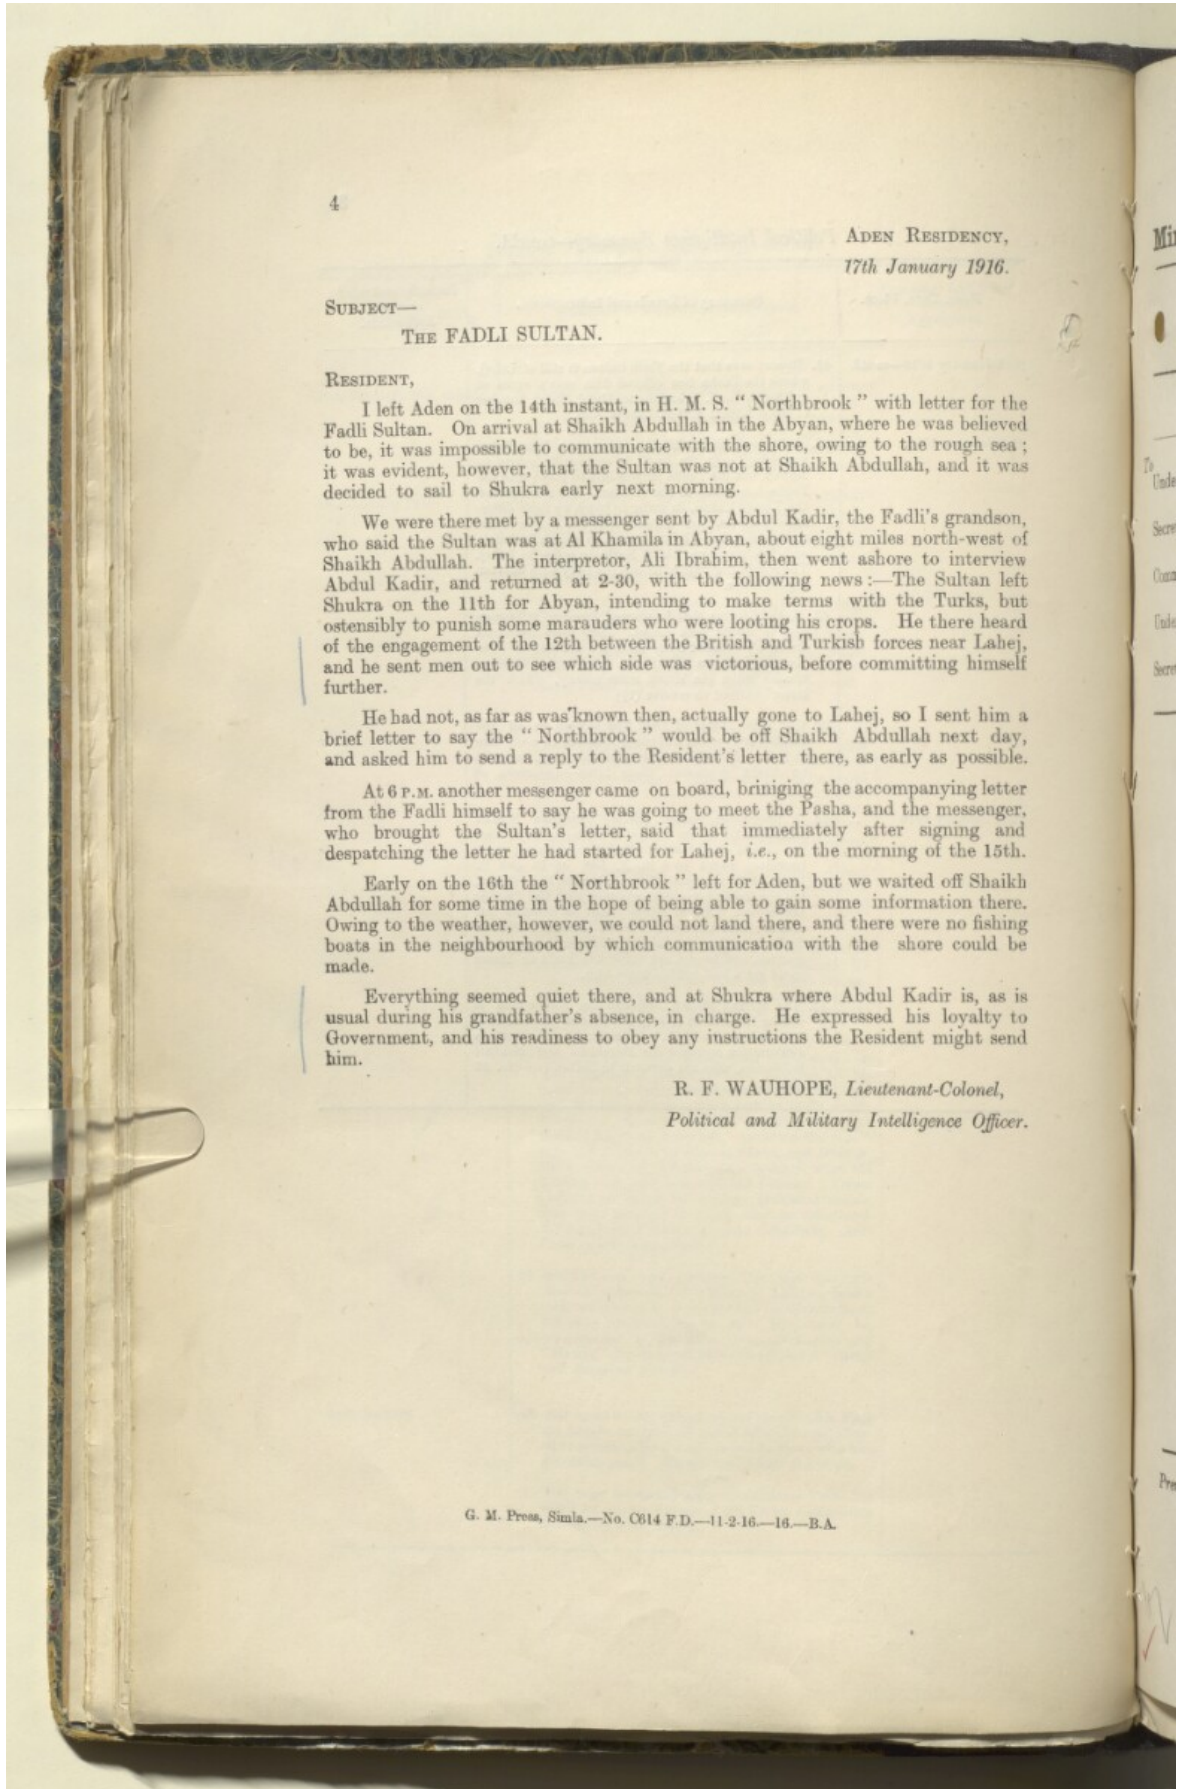 4
ADEN RESIDENCY,
17th January 1916.
SUBJECT—
THE FADLI SULTAN.
RESIDENT,
I left Aden on the 14th instant, in H. M. S. “ Northbrook ” with letter for the
Fadli Sultan. On arrival at Shaikh Abdullah in the Abyan, where he was believed
to be, it was impossible to communicate with the shore, owing to the rough sea ;
it was evident, however, that the Sultan was not at Shaikh Abdullah, and it was
decided to sail to Shukra early next morning.
We were there met by a messenger sent by Abdul Kadir, the Fadli's grandson,
who said the Sultan was at Al Khamila in Abyan, about eight miles north-west of
Shaikh Abdullah. The interpretor, Ali Ibrahim, then went ashore to interview
Abdul Kadir, and returned at 2-30, with the following news :—The Sultan left
Shukra on the 11th for Abyan, intending to make terms with the Turks, but
ostensibly to punish some marauders who were looting his crops. He there heard
of the engagement of the 12th between the British and Turkish forces near Lahej,
and he sent men out to see which side was victorious, before committing himself
further.
He had not, as far as was known then, actually gone to Lahej, so I sent him a
brief letter to say the “ Northbrook ” would be off Shaikh Abdullah next day,
and asked him to send a reply to the Resident's letter there, as early as possible.
At 6 P.M. another messenger came on board, briniging the accompanying letter
from the Fadli himself to say he was going to meet the Pasha, and the messenger,
who brought the Sultan's letter, said that immediately after signing and
despatching the letter he had started for Lahej, i.e., on the morning of the 15th.
Early on the 16th the “ Northbrook ” left for Aden, but we waited off Shaikh
Abdullah for some time in the hope of being able to gain some information there.
Owing to the weather, however, we could not land there, and there were no fishing
boats in the neighbourhood by which communication with the shore could be
made.
Everything seemed quiet there, and at Shukra where Abdul Kadir is, as is
usual during his grandfather's absence, in charge. He expressed his loyalty to
Government, and his readiness to obey any instructions the Resident might send
him.
R. F. WAUHOPE, Lieutenant-Colonel,
Political and Military Intelligence Officer.
G. M. Press, Simla.—No. C614 F.D.—11-2-16.—16.—B.A.
To